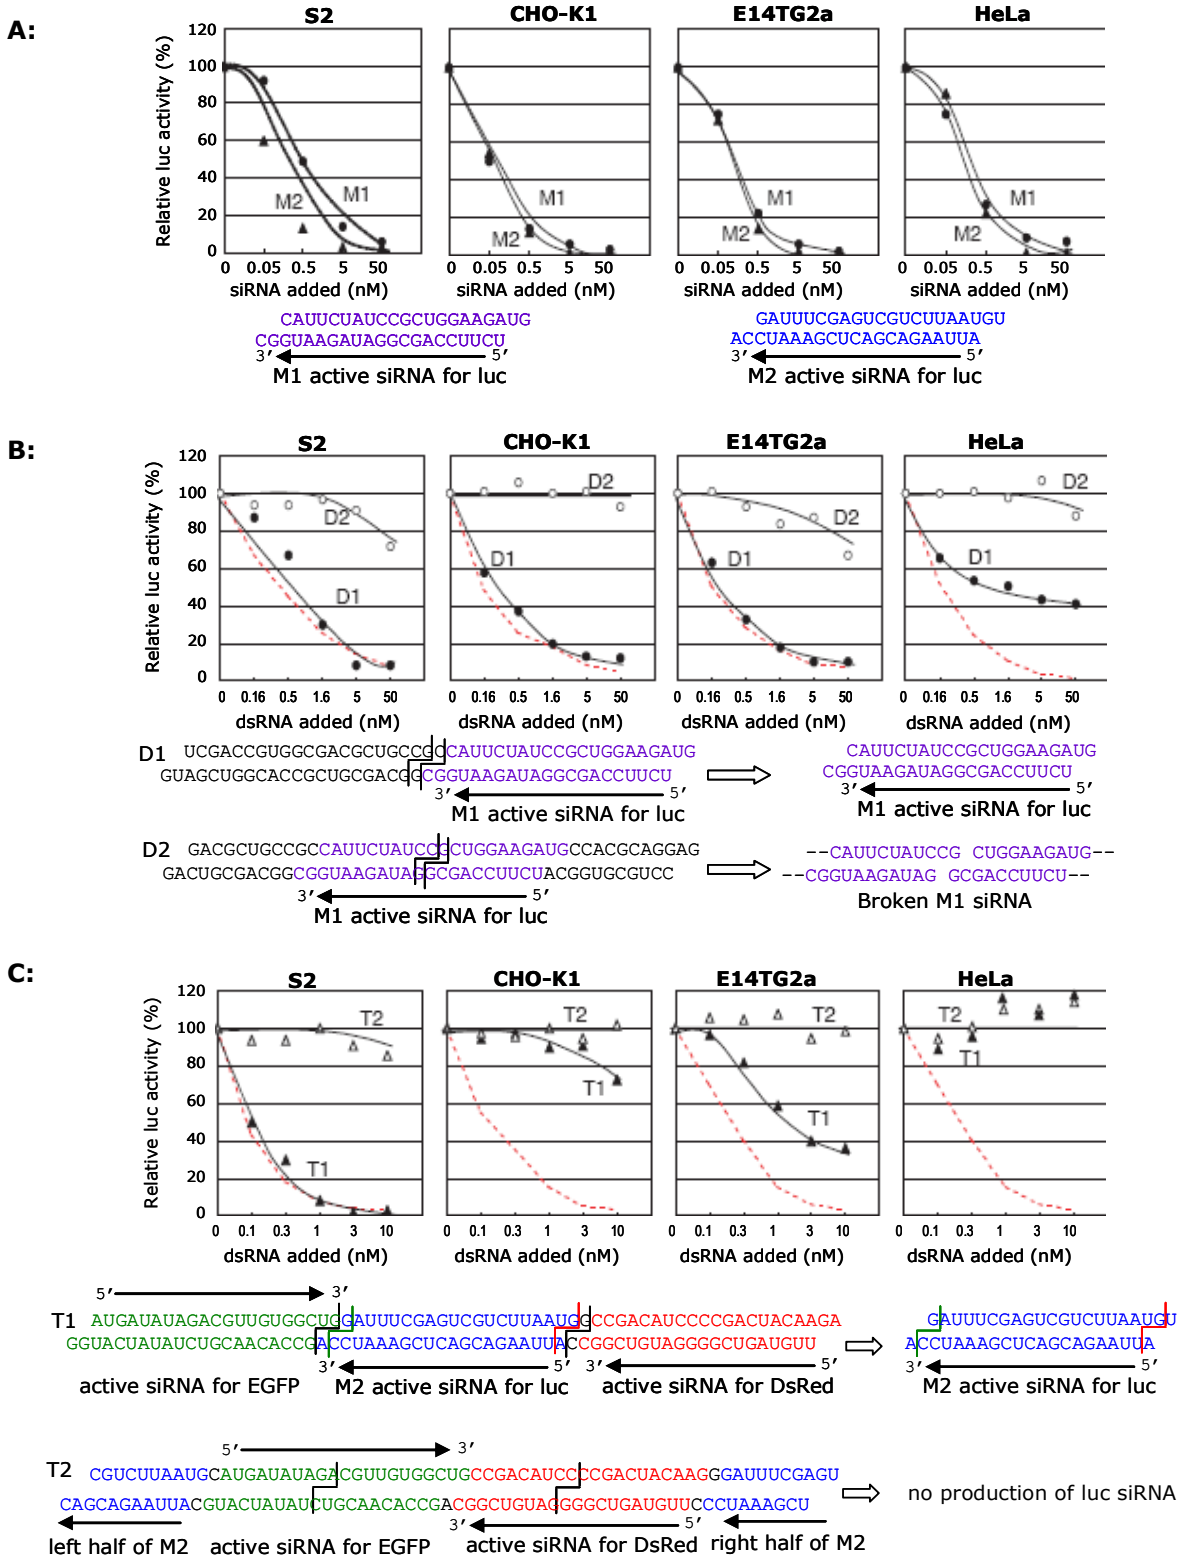 A:
S2 CHO-K1 E14TG2a HeLa
Relative luc activity (%)
120
100
80
60
40
20
0
M2 M1 M2 M1 M2 M1 M2 M1
0 0.05 0.5 5 50 0 0.05 0.5 5 50 0 0.05 0.5 5 50 0 0.05 0.5 5 50
siRNA added (nM) siRNA added (nM) siRNA added (nM) siRNA added (nM)
CAUUCUAUCCGCUGGAAGAUG GAUUUCGAGUCGUCUUAAUGU
CGGUAAGAUAGGCGACCUUCU ACCUAAAGCUCAGCAGAAUUA
3′ 5′ 3′ 5′
M1 active siRNA for luc M2 active siRNA for luc
B:
S2 CHO-K1 E14TG2a HeLa
Relative luc activity (%)
120
100
80
60
40
20
0
D2 D1 D2 D1 D2 D1 D2 D1
0 0.16 0.5 1.6 5 50 0 0.16 0.5 1.6 5 50 0 0.16 0.5 1.6 5 50 0 0.16 0.5 1.6 5 50
dsRNA added (nM) dsRNA added (nM) dsRNA added (nM) dsRNA added (nM)
D1 UCGACCGUGGCGACGCUGCCGCCAUUCUAUCCGCUGGAAGAUG CAUUCUAUCCGCUGGAAGAUG
GUAGCUGGCACCGCUGCGACGGCGGUAAGAUAGGCGACCUUCU CGGUAAGAUAGGCGACCUUCU
3′ 5′ 3′ 5′
M1 active siRNA for luc M1 active siRNA for luc
D2 GACGCUGCCGCCAUUCUAUCCGCUGGAAGAUGCCACGCAGGAG --CAUUCUAUCCG CUGGAAGAUG--
GACUGCGACGGCGGUAAGAUAGGCGACCUUCUACGGUGCGUCC --CGGUAAGAUAG GCGACCUUCU--
3′ 5′ Broken M1 siRNA
M1 active siRNA for luc
C:
S2 CHO-K1 E14TG2a HeLa
Relative luc activity (%)
120
100
80
60
40
20
0
T2 T1 T2 T1 T2 T1 T2 T1
0 0.1 0.3 1 3 10 0 0.1 0.3 1 3 10 0 0.1 0.3 1 3 10 0 0.1 0.3 1 3 10
dsRNA added (nM) dsRNA added (nM) dsRNA added (nM) dsRNA added (nM)
5′ 3′
T1 AUGAUAUAGACGUUGUGGCUGGAUUUCGAGUCGUCUUAAUGGCCGACAUCCCCGACUACAAGA GAUUUCGAGUCGUCUUAAUGU
GGUACUAUAUCUGCAACACCGACCUAAAGCUCAGCAGAAUUACCGGCUGUAGGGGCUGAUGUU ACCUAAAGCUCAGCAGAAUUA
3′ 5′ 3′ 5′ 3′ 5′
active siRNA for EGFP M2 active siRNA for luc active siRNA for DsRed M2 active siRNA for luc
5′ 3′
T2 CGUCUUAAUGCAUGAUAUAGACGUUGUGGCUGCCGACAUCCCCGACUACAAGGGAUUUCGAGU
CAGCAGAAUUACGUACUAUAUCUGCAACACCGACGGCUGUAGGGGCUGAUGUUCCCUAAAGCU no production of luc siRNA
3′ 5′
left half of M2 active siRNA for EGFP active siRNA for DsRed right half of M2